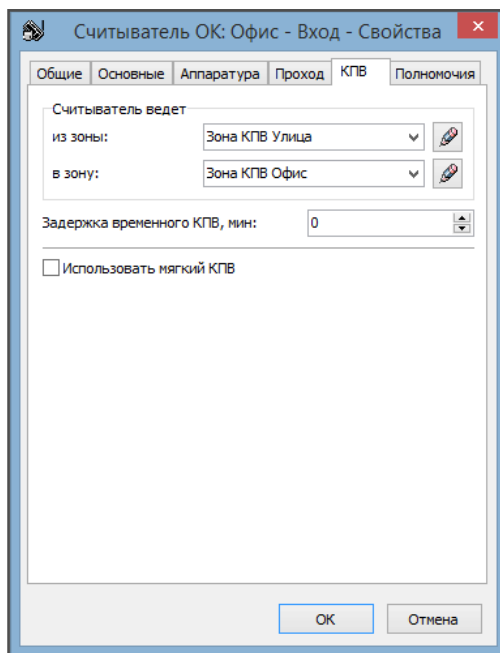 Считыватель ОК: Офис - Вход - Свойства
Общие Основные Аппаратура Проход КПВ Полномочия
Считыватель ведет
из зоны: Зона КПВ Улица
в зону: Зона КПВ Офис
Задержка временного КПВ, мин: 0
Использовать мягкий КПВ
ОК Отмена